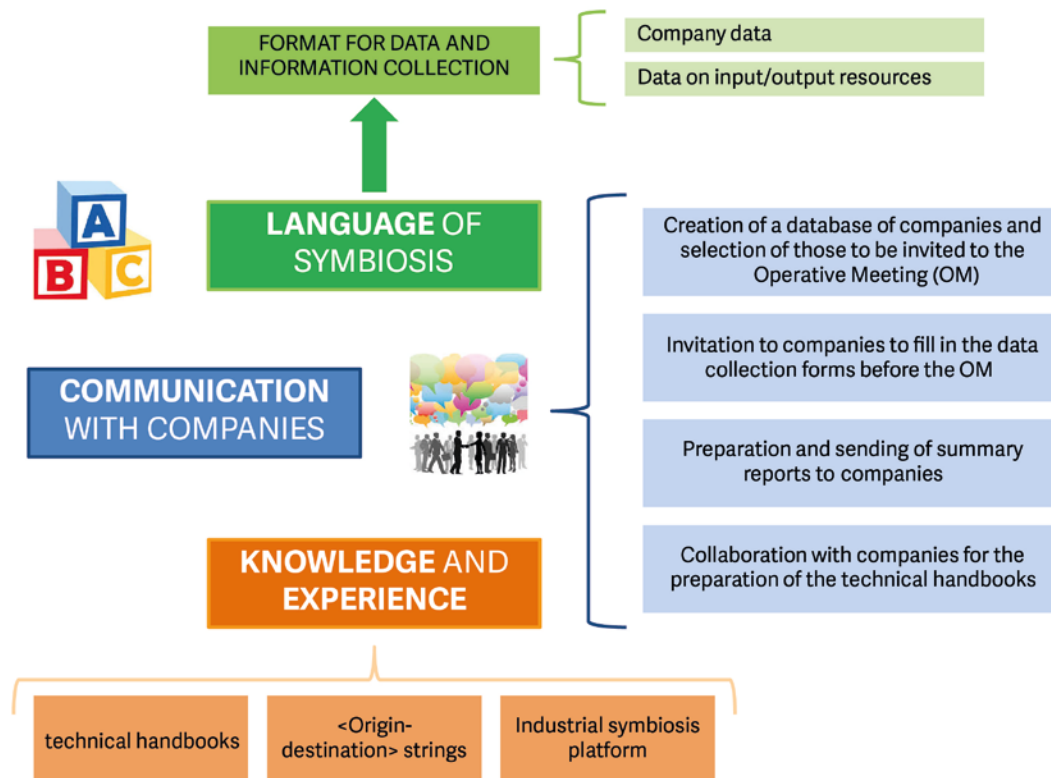 FORMAT FOR DATA AND
INFORMATION COLLECTION
Company data
Data on input/output resources
A
B C
LANGUAGE OF
SYMBIOSIS
Creation of a database of companies and
selection of those to be invited to the
Operative Meeting (OM)
Invitation to companies to fill in the data
collection forms before the OM
COMMUNICATION
WITH COMPANIES
Preparation and sending of summary
reports to companies
Collaboration with companies for the
preparation of the technical handbooks
KNOWLEDGE AND
EXPERIENCE
technical handbooks
<Origin-
destination> strings
Industrial symbiosis
platform